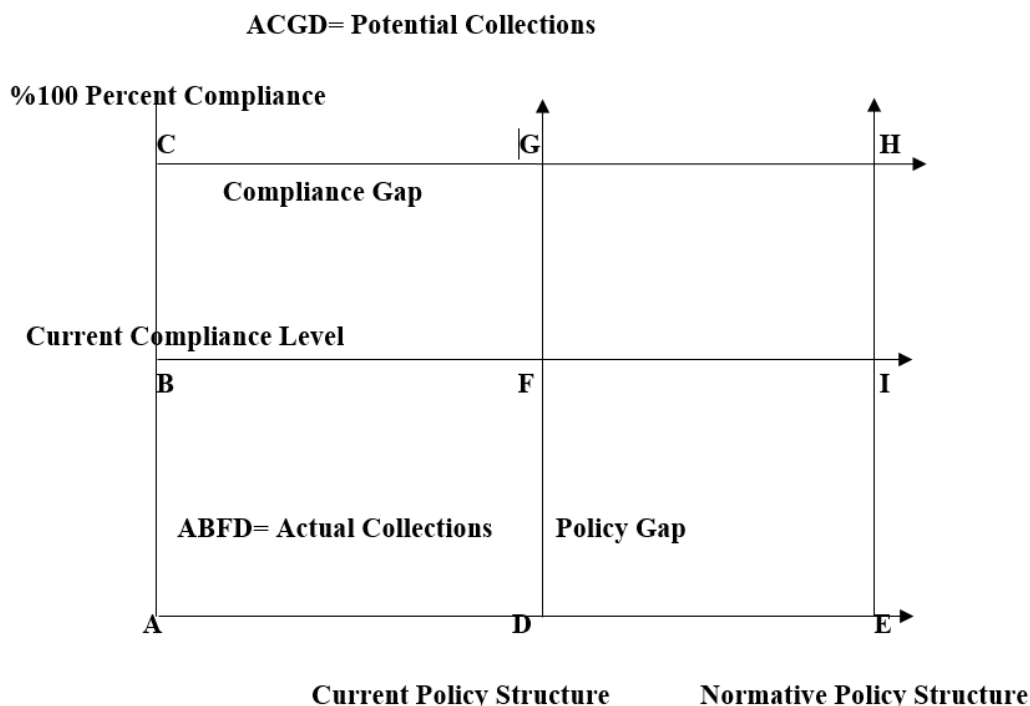 ACGD= Potential Collections
%100 Percent Compliance
C
G
H
Compliance Gap
Current Compliance Level
B
F
I
ABFD= Actual Collections
Policy Gap
A
D
E
Current Policy Structure
Normative Policy Structure